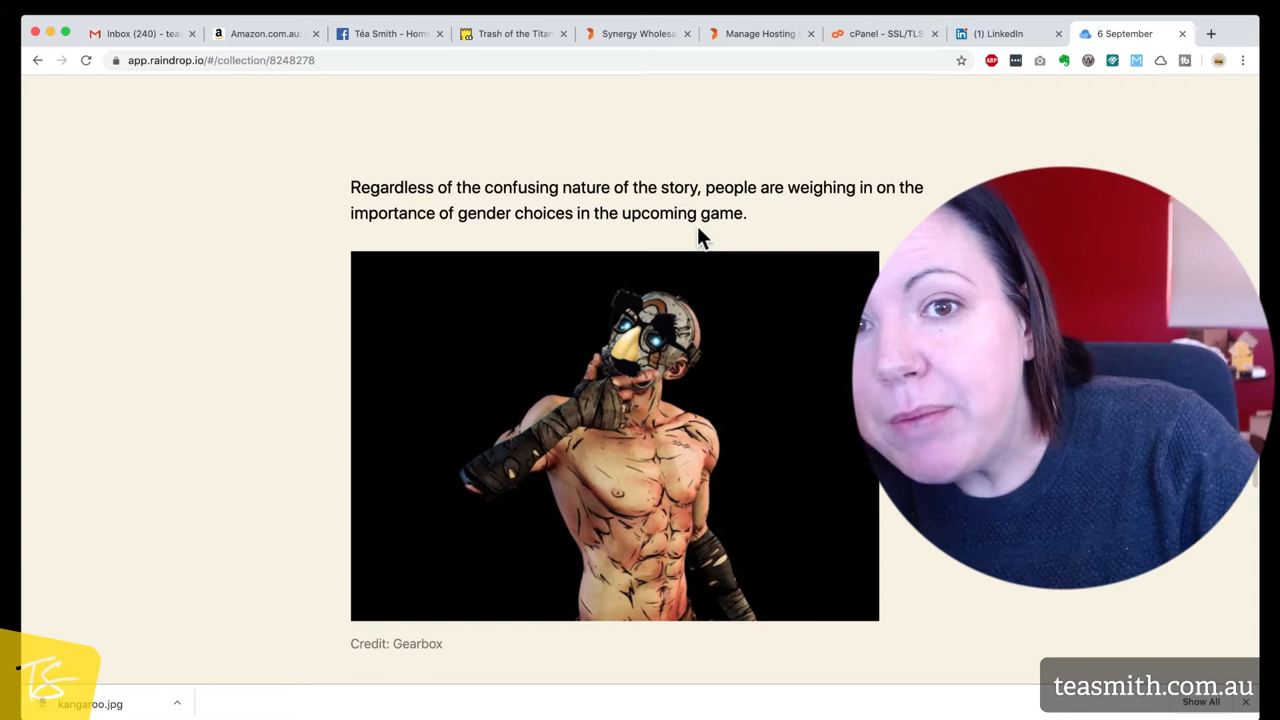 Inbox (240) - tea
Amazon.com.au:
Téa Smith - Home
Trash of the Titan
Synergy Wholesa
Manage Hosting
cPanel - SSL/TLS
(1) LinkedIn
6 September
app.raindrop.io/#/collection/8248278
ABP
Regardless of the confusing nature of the story, people are weighing in on the
importance of gender choices in the upcoming game.
Credit: Gearbox
TS
kangaroo.jpg
teasmith.com.au
Show All